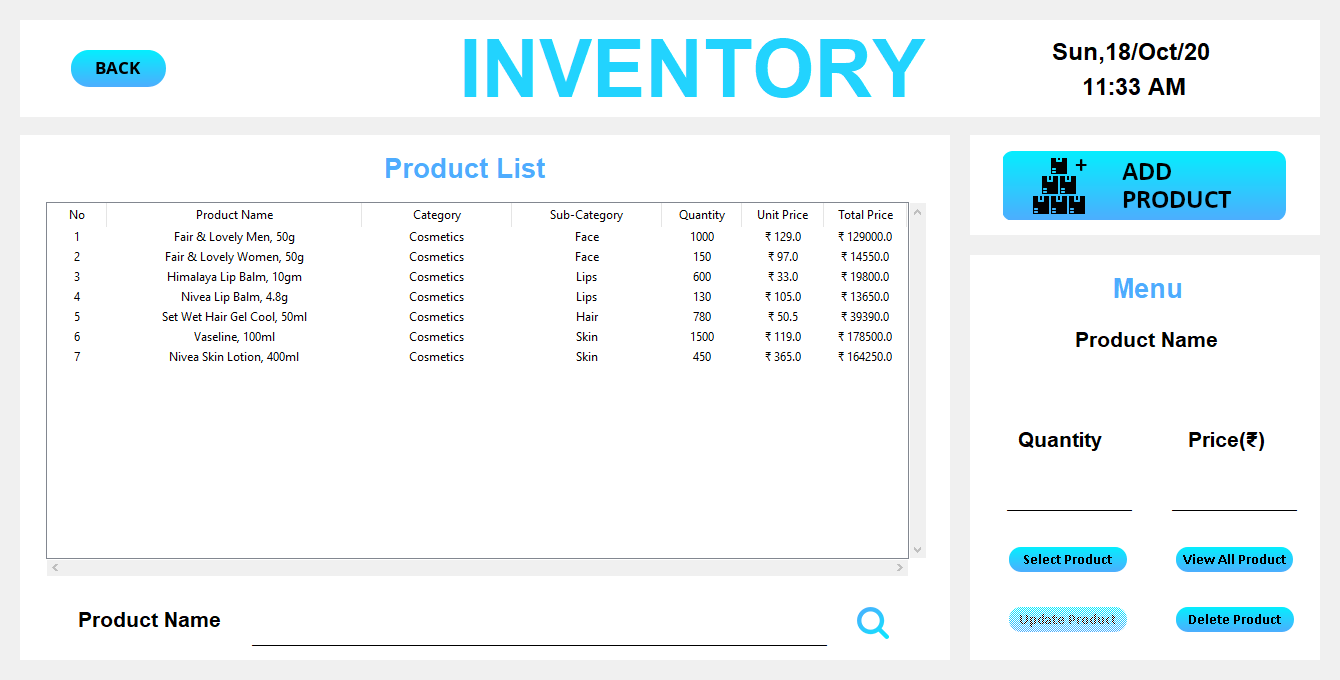 BACK
INVENTORY
Sun,18/Oct/20
11:33 AM
Product List
No Product Name Category Sub-Category Quantity Unit Price Total Price
1 Fair & Lovely Men, 50g Cosmetics Face 1000 ₹ 129.0 ₹ 129000.0
2 Fair & Lovely Women, 50g Cosmetics Face 150 ₹ 97.0 ₹ 14550.0
3 Himalaya Lip Balm, 10gm Cosmetics Lips 600 ₹ 33.0 ₹ 19800.0
4 Nivea Lip Balm, 4.8g Cosmetics Lips 130 ₹ 105.0 ₹ 13650.0
5 Set Wet Hair Gel Cool, 50ml Cosmetics Hair 780 ₹ 50.5 ₹ 39390.0
6 Vaseline, 100ml Cosmetics Skin 1500 ₹ 119.0 ₹ 178500.0
7 Nivea Skin Lotion, 400ml Cosmetics Skin 450 ₹ 365.0 ₹ 164250.0
Product Name
ADD
PRODUCT
Menu
Product Name
Quantity Price(₹)
Select Product View All Product
Update Product Delete Product